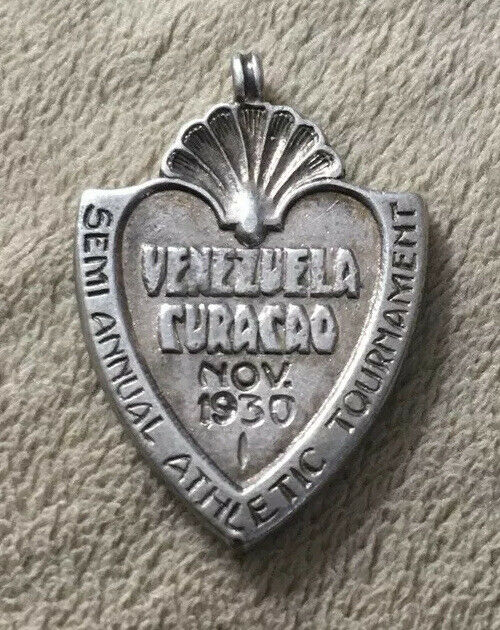 VENEZUELA
CURACAO
NOV.
1930
SEMI ANNUAL ATHLETIC TOURNAMENT